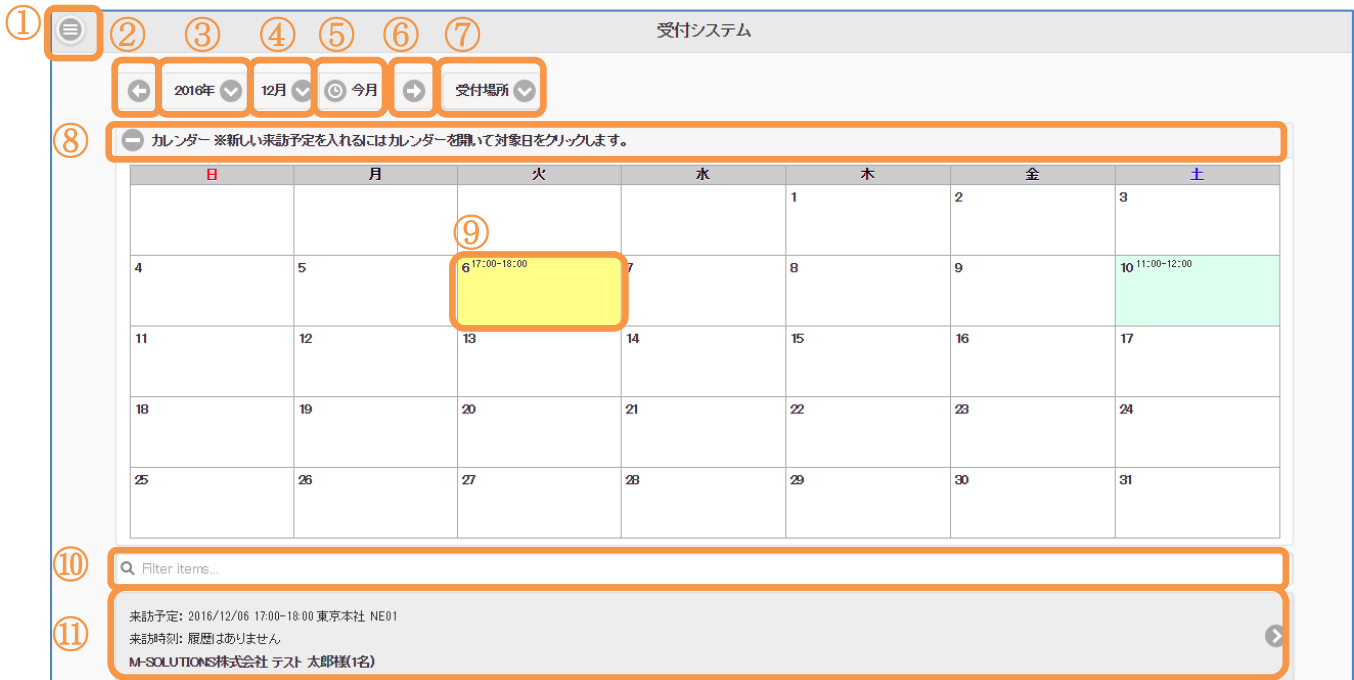 ① 受付システム
② ③ ④ ⑤ ⑥ ⑦
2016年 12月 今月 受付場所
⑧ カレンダー ※新しい来訪予定を入れるにはカレンダーを開いて対象日をクリックします。
日 月 火 水 木 金 土
1 2 3
⑨
4 5 6 17:00-18:00 7 8 9 10 11:00-12:00
11 12 13 14 15 16 17
18 19 20 21 22 23 24
25 26 27 28 29 30 31
⑩ Filter items...
来訪予定: 2016/12/06 17:00-18:00 東京本社 NE01
⑪ 来訪時刻: 履歴はありません
M-SOLUTIONS株式会社 テスト 太郎様(1名)